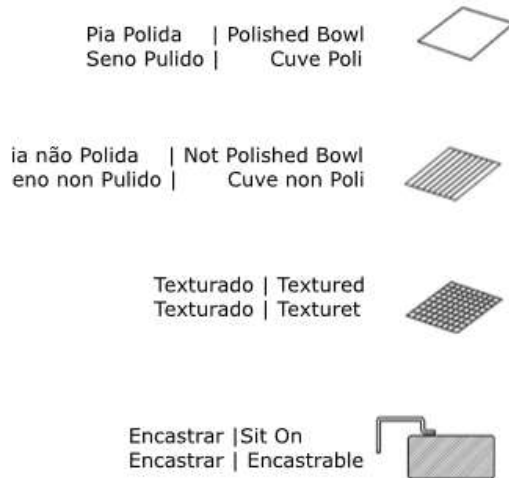 Pia Polida | Polished Bowl
Seno Pulido | Cuve Poli
ia não Polida | Not Polished Bowl
eno non Pulido | Cuve non Poli
Texturado | Textured
Texturado | Texturet
Encastrar |Sit On
Encastrar | Encastrable